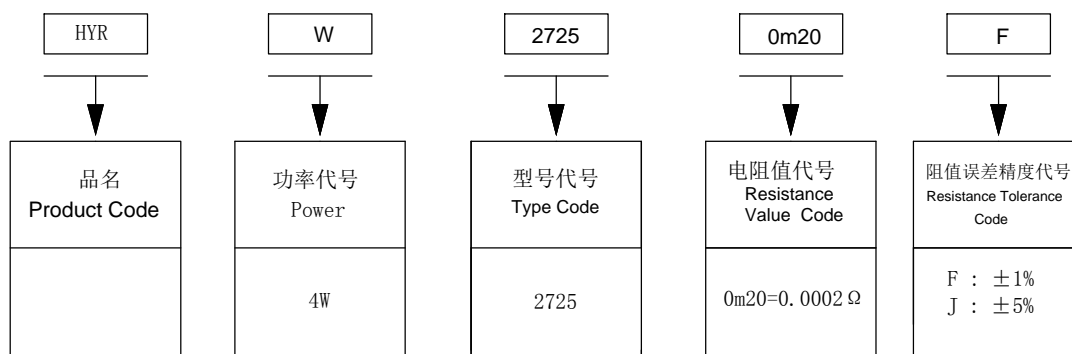 HYR
W
2725
0m20
F
品名
Product Code
功率代号
Power
4W
型号代号
Type Code
2725
电阻值代号
Resistance
Value Code
0m20=0.0002Ω
阻值误差精度代号
Resistance Tolerance
Code
F : ±1%
J : ±5%